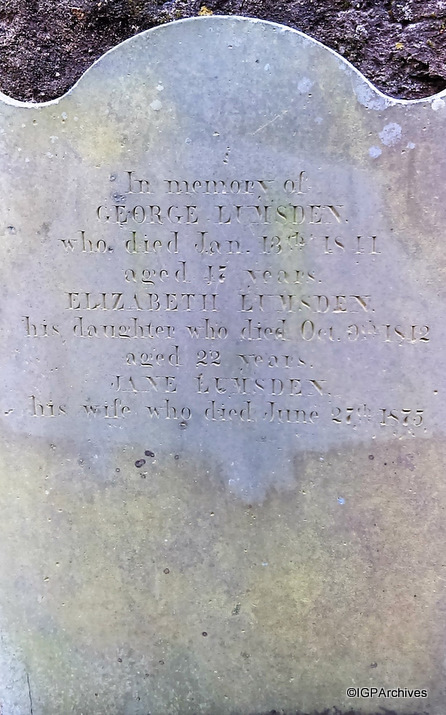 In memory of
GEORGE LUMSDEN.
who died Jan. 13th 1841
aged 47 years.
ELIZABETH LUMSDEN.
his daughter who died Oct. 9th 1842
aged 22 years.
JANE LUMSDEN.
his wife who died June 27th 1875
©IGPArchives